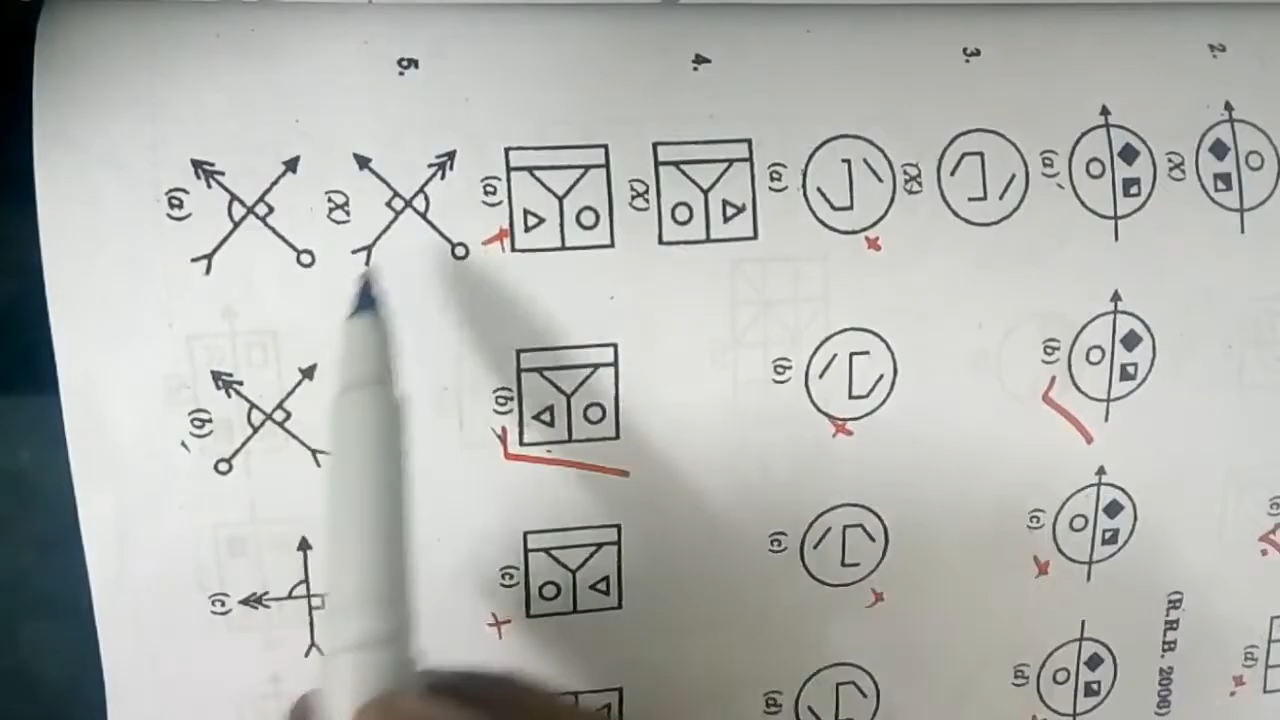 2.
(X)
(a)
(b)
(c)
(d)
(e)
(d)
(R.R.B. 2006)
3.
(X)
(a)
(b)
(c)
(d)
4.
(X)
(a)
(b)
(c)
5.
(X)
(a)
(b)
(c)